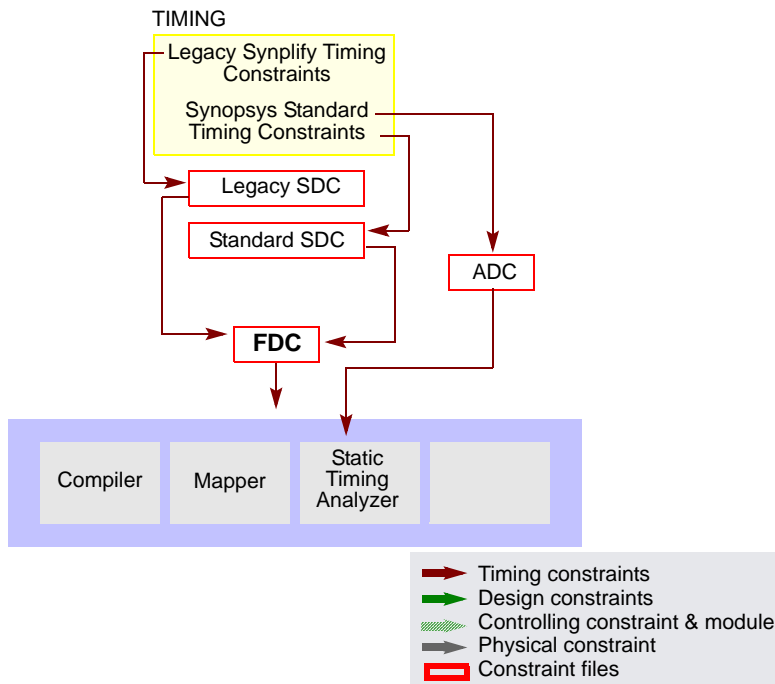 TIMING
Legacy Synplify Timing
Constraints
Synopsys Standard
Timing Constraints
Legacy SDC
Standard SDC
ADC
FDC
Compiler
Mapper
Static
Timing
Analyzer
Timing constraints
Design constraints
Controlling constraint & module
Physical constraint
Constraint files